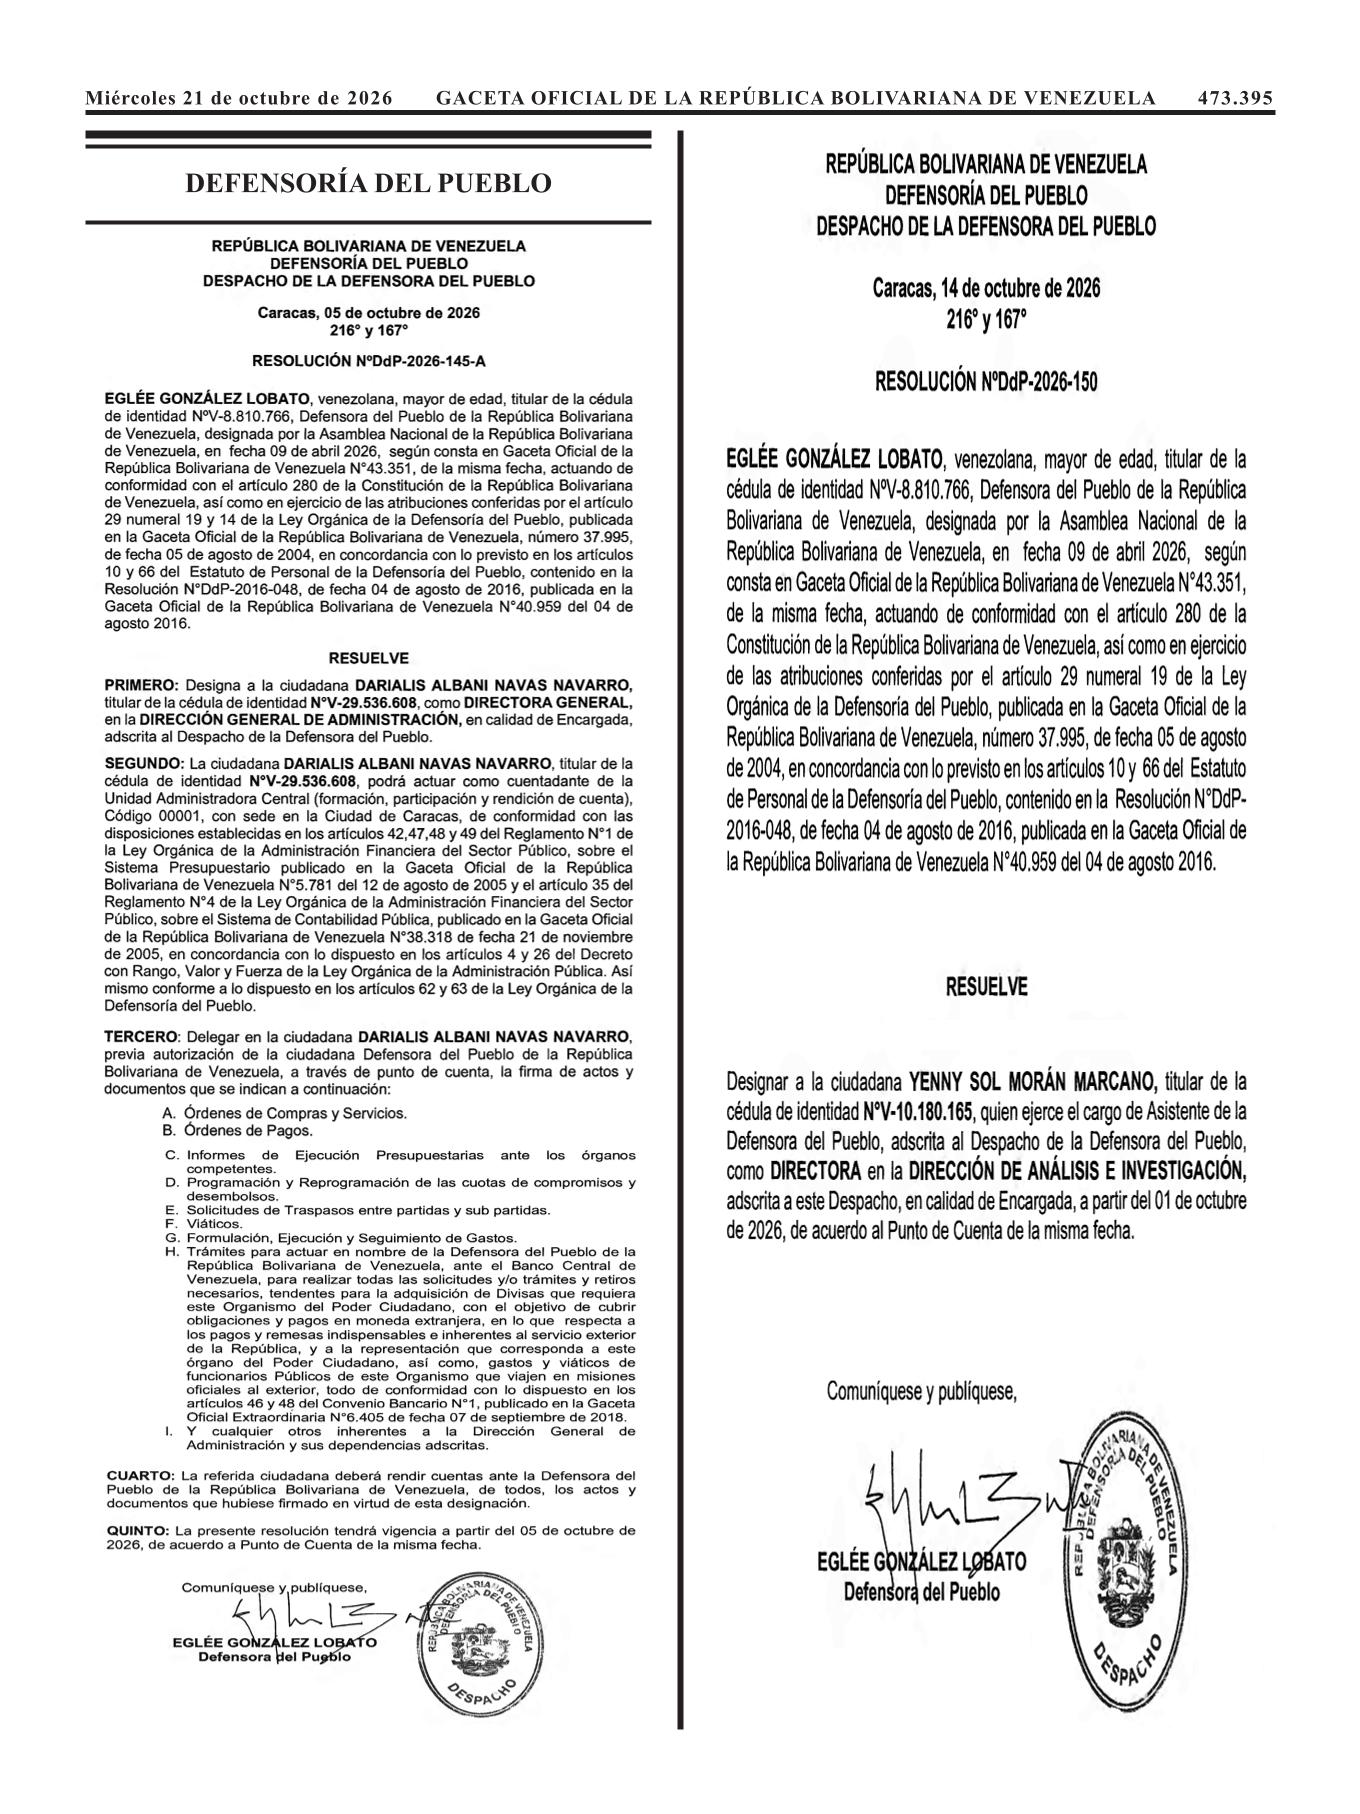 Miércoles 21 de octubre de 2026 GACETA OFICIAL DE LA REPÚBLICA BOLIVARIANA DE VENEZUELA 473.395
DEFENSORÍA DEL PUEBLO
REPÚBLICA BOLIVARIANA DE VENEZUELA
DEFENSORÍA DEL PUEBLO
DESPACHO DE LA DEFENSORA DEL PUEBLO
Caracas, 05 de octubre de 2026
216° y 167°
RESOLUCIÓN NºDdP-2026-145-A
EGLÉE GONZÁLEZ LOBATO, venezolana, mayor de edad, titular de la cédula
de identidad NºV-8.810.766, Defensora del Pueblo de la República Bolivariana
de Venezuela, designada por la Asamblea Nacional de la República Bolivariana
de Venezuela, en fecha 09 de abril 2026, según consta en Gaceta Oficial de la
República Bolivariana de Venezuela N°43.351, de la misma fecha, actuando de
conformidad con el artículo 280 de la Constitución de la República Bolivariana
de Venezuela, así como en ejercicio de las atribuciones conferidas por el artículo
29 numeral 19 y 14 de la Ley Orgánica de la Defensoría del Pueblo, publicada
en la Gaceta Oficial de la República Bolivariana de Venezuela, número 37.995,
de fecha 05 de agosto de 2004, en concordancia con lo previsto en los artículos
10 y 66 del Estatuto de Personal de la Defensoría del Pueblo, contenido en la
Resolución N°DdP-2016-048, de fecha 04 de agosto de 2016, publicada en la
Gaceta Oficial de la República Bolivariana de Venezuela N°40.959 del 04 de
agosto 2016.
RESUELVE
PRIMERO: Designa a la ciudadana DARIALIS ALBANI NAVAS NAVARRO,
titular de la cédula de identidad N°V-29.536.608, como DIRECTORA GENERAL,
en la DIRECCIÓN GENERAL DE ADMINISTRACIÓN, en calidad de Encargada,
adscrita al Despacho de la Defensora del Pueblo.
SEGUNDO: La ciudadana DARIALIS ALBANI NAVAS NAVARRO, titular de la
cédula de identidad N°V-29.536.608, podrá actuar como cuentadante de la
Unidad Administradora Central (formación, participación y rendición de cuenta),
Código 00001, con sede en la Ciudad de Caracas, de conformidad con las
disposiciones establecidas en los artículos 42,47,48 y 49 del Reglamento N°1 de
la Ley Orgánica de la Administración Financiera del Sector Público, sobre el
Sistema Presupuestario publicado en la Gaceta Oficial de la República
Bolivariana de Venezuela N°5.781 del 12 de agosto de 2005 y el artículo 35 del
Reglamento N°4 de la Ley Orgánica de la Administración Financiera del Sector
Público, sobre el Sistema de Contabilidad Pública, publicado en la Gaceta Oficial
de la República Bolivariana de Venezuela N°38.318 de fecha 21 de noviembre
de 2005, en concordancia con lo dispuesto en los artículos 4 y 26 del Decreto
con Rango, Valor y Fuerza de la Ley Orgánica de la Administración Pública. Así
mismo conforme a lo dispuesto en los artículos 62 y 63 de la Ley Orgánica de la
Defensoría del Pueblo.
TERCERO: Delegar en la ciudadana DARIALIS ALBANI NAVAS NAVARRO,
previa autorización de la ciudadana Defensora del Pueblo de la República
Bolivariana de Venezuela, a través de punto de cuenta, la firma de actos y
documentos que se indican a continuación:
A. Órdenes de Compras y Servicios.
B. Órdenes de Pagos.
C. Informes de Ejecución Presupuestarias ante los órganos
competentes.
D. Programación y Reprogramación de las cuotas de compromisos y
desembolsos.
E. Solicitudes de Traspasos entre partidas y sub partidas.
F. Viáticos.
G. Formulación, Ejecución y Seguimiento de Gastos.
H. Trámites para actuar en nombre de la Defensora del Pueblo de la
República Bolivariana de Venezuela, ante el Banco Central de
Venezuela, para realizar todas las solicitudes y/o trámites y retiros
necesarios, tendentes para la adquisición de Divisas que requiera
este Organismo del Poder Ciudadano, con el objetivo de cubrir
obligaciones y pagos en moneda extranjera, en lo que respecta a
los pagos y remesas indispensables e inherentes al servicio exterior
de la República, y a la representación que corresponda a este
órgano del Poder Ciudadano, así como, gastos y viáticos de
funcionarios Públicos de este Organismo que viajen en misiones
oficiales al exterior, todo de conformidad con lo dispuesto en los
artículos 46 y 48 del Convenio Bancario N°1, publicado en la Gaceta
Oficial Extraordinaria N°6.405 de fecha 07 de septiembre de 2018.
I. Y cualquier otros inherentes a la Dirección General de
Administración y sus dependencias adscritas.
CUARTO: La referida ciudadana deberá rendir cuentas ante la Defensora del
Pueblo de la República Bolivariana de Venezuela, de todos, los actos y
documentos que hubiese firmado en virtud de esta designación.
QUINTO: La presente resolución tendrá vigencia a partir del 05 de octubre de
2026, de acuerdo a Punto de Cuenta de la misma fecha.
Comuníquese y publíquese,
EGLÉE GONZÁLEZ LOBATO
Defensora del Pueblo
REPÚBLICA BOLIVARIANA DE VENEZUELA
DEFENSORÍA DEL PUEBLO
DESPACHO
REPÚBLICA BOLIVARIANA DE VENEZUELA
DEFENSORÍA DEL PUEBLO
DESPACHO DE LA DEFENSORA DEL PUEBLO
Caracas, 14 de octubre de 2026
216° y 167°
RESOLUCIÓN NºDdP-2026-150
EGLÉE GONZÁLEZ LOBATO, venezolana, mayor de edad, titular de la
cédula de identidad NºV-8.810.766, Defensora del Pueblo de la República
Bolivariana de Venezuela, designada por la Asamblea Nacional de la
República Bolivariana de Venezuela, en fecha 09 de abril 2026, según
consta en Gaceta Oficial de la República Bolivariana de Venezuela N°43.351,
de la misma fecha, actuando de conformidad con el artículo 280 de la
Constitución de la República Bolivariana de Venezuela, así como en ejercicio
de las atribuciones conferidas por el artículo 29 numeral 19 de la Ley
Orgánica de la Defensoría del Pueblo, publicada en la Gaceta Oficial de la
República Bolivariana de Venezuela, número 37.995, de fecha 05 de agosto
de 2004, en concordancia con lo previsto en los artículos 10 y 66 del Estatuto
de Personal de la Defensoría del Pueblo, contenido en la Resolución N°DdP-
2016-048, de fecha 04 de agosto de 2016, publicada en la Gaceta Oficial de
la República Bolivariana de Venezuela N°40.959 del 04 de agosto 2016.
RESUELVE
Designar a la ciudadana YENNY SOL MORÁN MARCANO, titular de la
cédula de identidad N°V-10.180.165, quien ejerce el cargo de Asistente de la
Defensora del Pueblo, adscrita al Despacho de la Defensora del Pueblo,
como DIRECTORA en la DIRECCIÓN DE ANÁLISIS E INVESTIGACIÓN,
adscrita a este Despacho, en calidad de Encargada, a partir del 01 de octubre
de 2026, de acuerdo al Punto de Cuenta de la misma fecha.
Comuníquese y publíquese,
EGLÉE GONZÁLEZ LOBATO
Defensora del Pueblo
REPÚBLICA BOLIVARIANA DE VENEZUELA
DEFENSORÍA DEL PUEBLO
DESPACHO